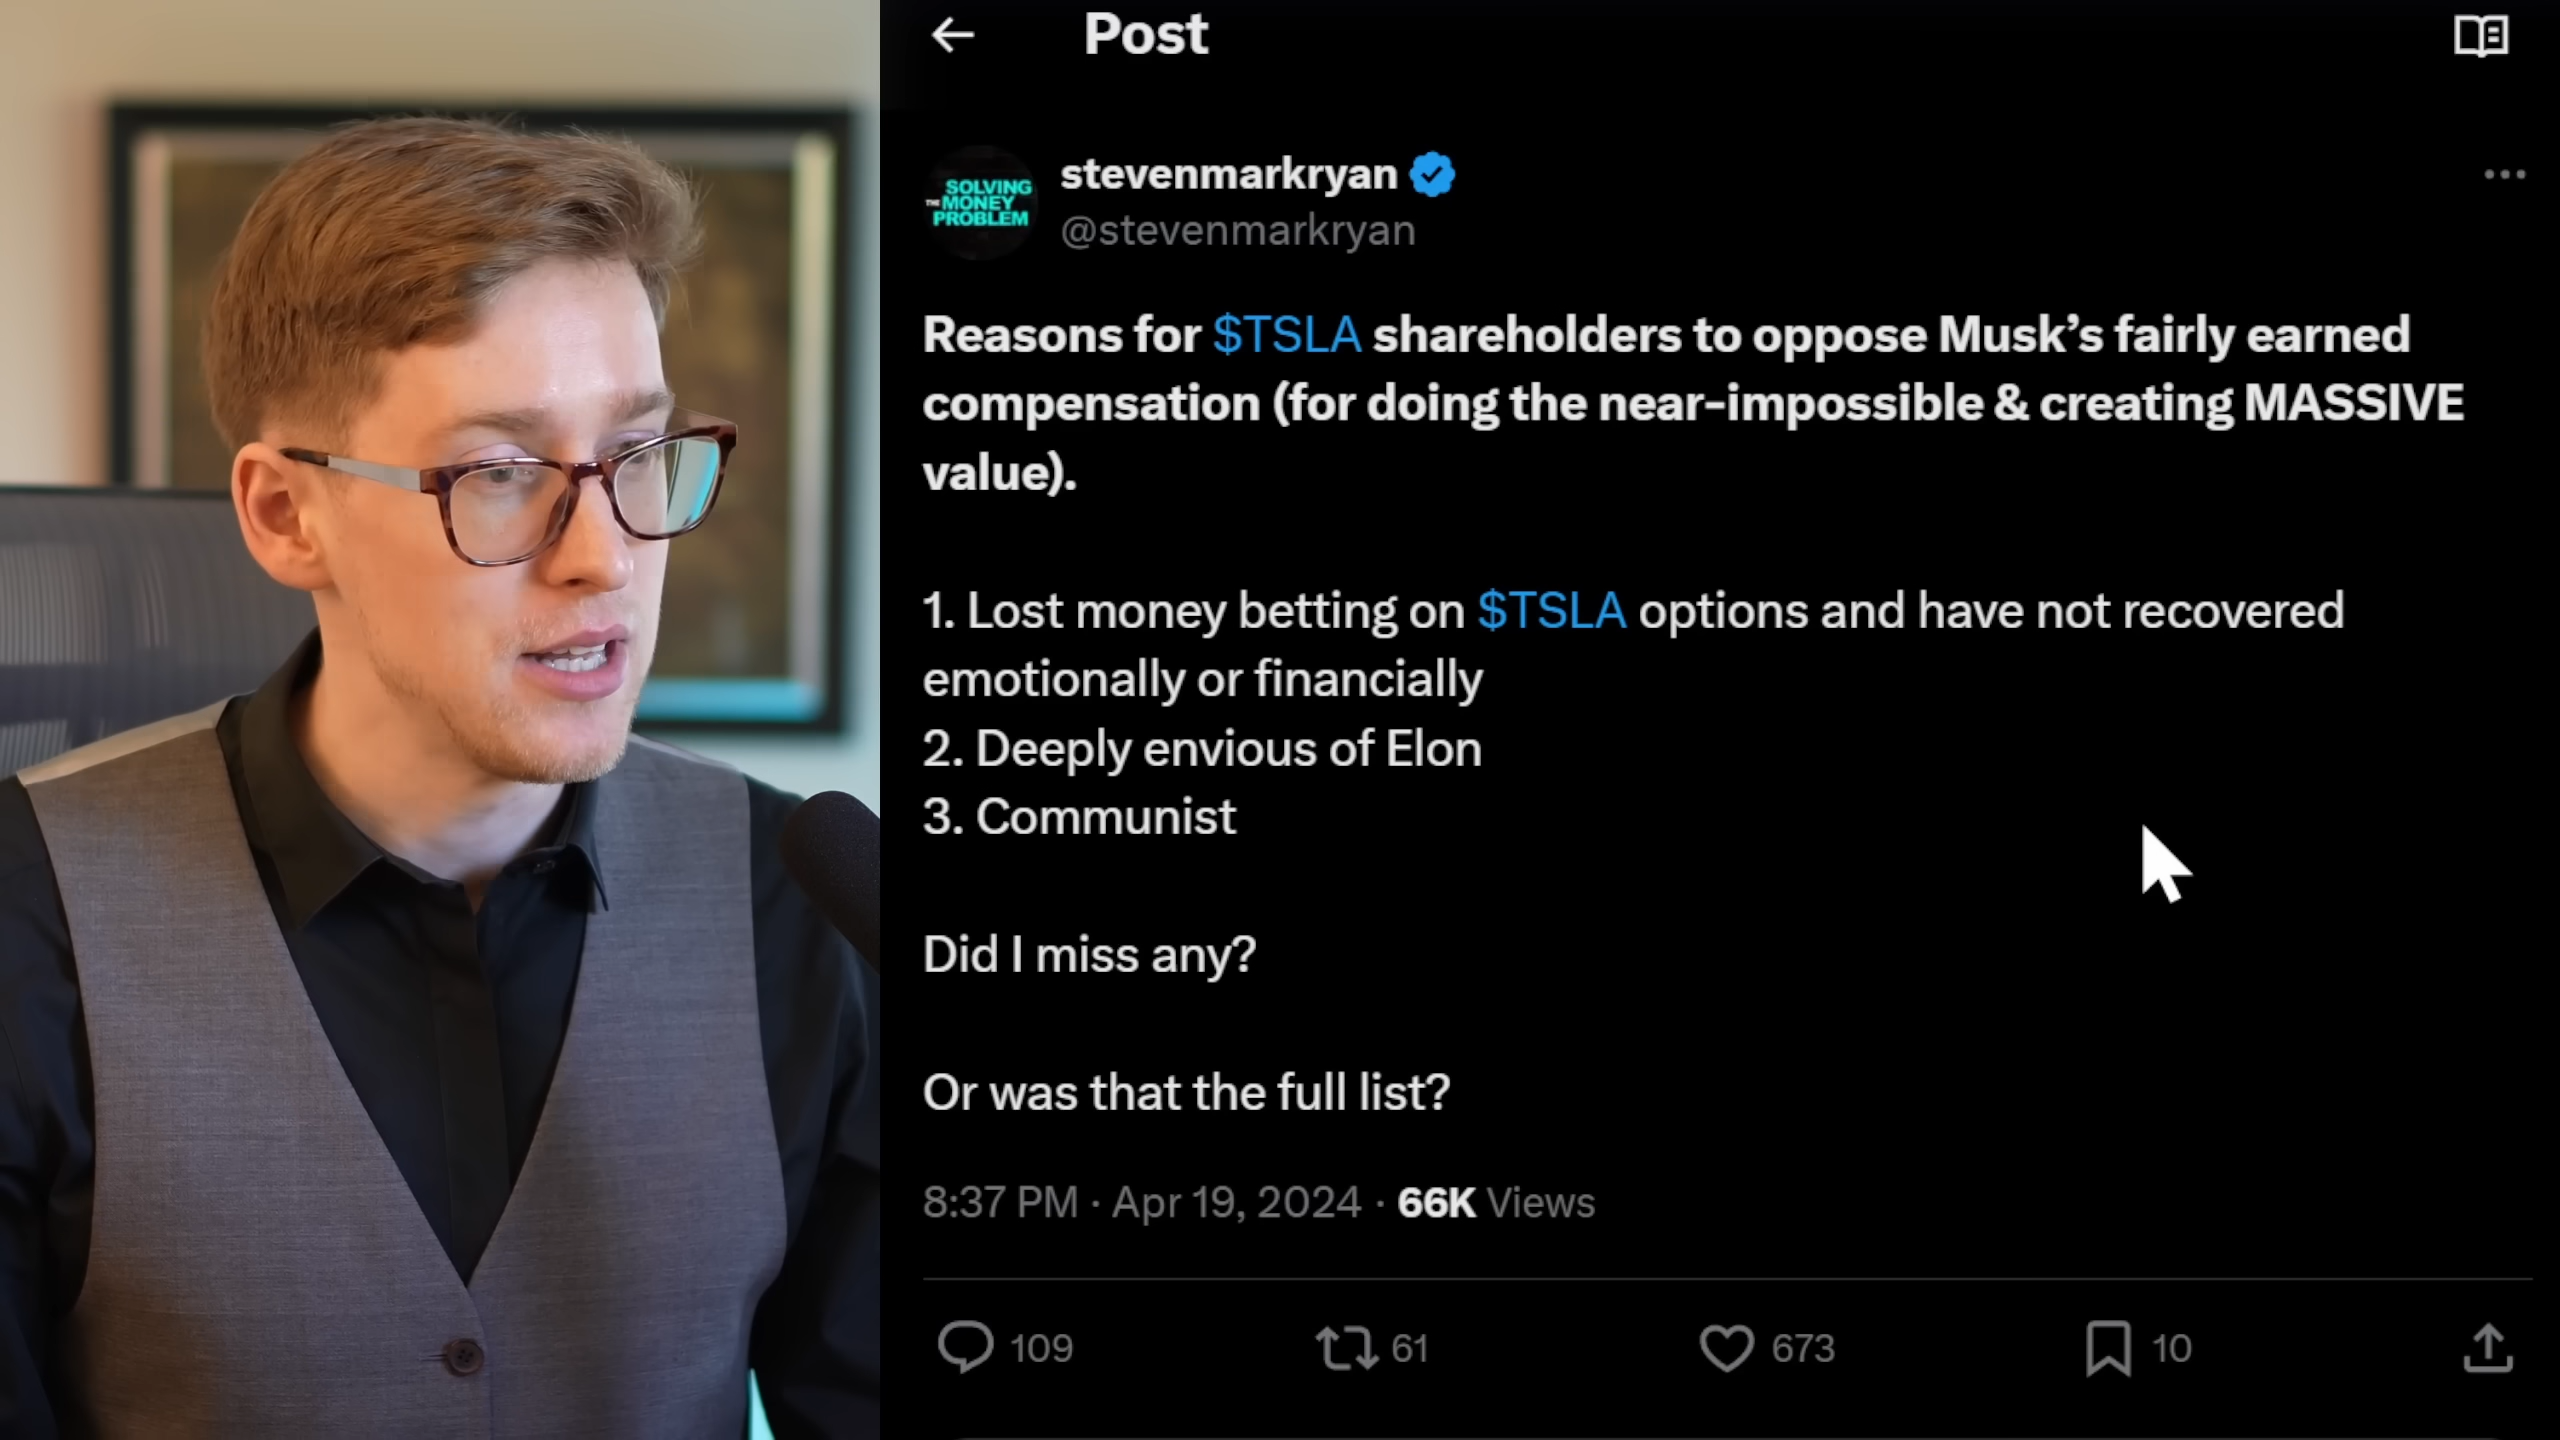 Post
SOLVING
THE MONEY
PROBLEM
stevenmarkryan
@stevenmarkryan
Reasons for $TSLA shareholders to oppose Musk’s fairly earned
compensation (for doing the near-impossible & creating MASSIVE
value).
1. Lost money betting on $TSLA options and have not recovered
emotionally or financially
2. Deeply envious of Elon
3. Communist
Did I miss any?
Or was that the full list?
8:37 PM · Apr 19, 2024 · 66K Views
109 61 673 10